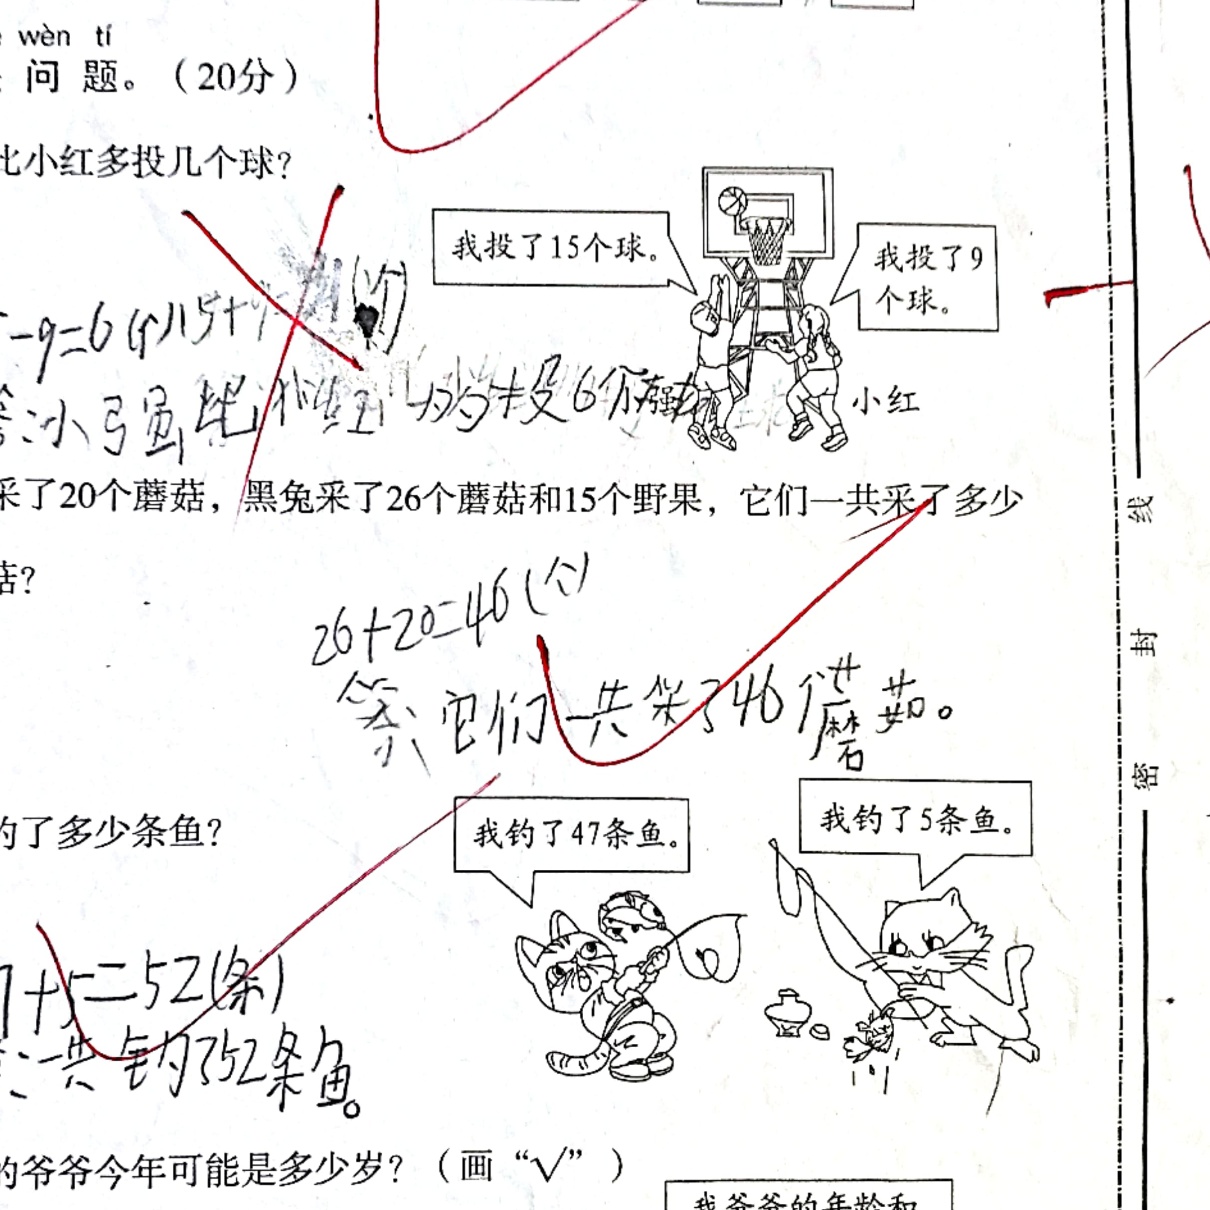 wèn tí
问 题。（20分）
比小红多投几个球？
我投了15个球。
我投了9
个球。
-9=6(个)15+9=
小红
:小强比小红多投6个
采了20个蘑菇，黑兔采了26个蘑菇和15个野果，它们一共采了多少
菇？
26+20=46(个)
答:它们一共采了46个蘑菇。
钓了多少条鱼？
我钓了47条鱼。
我钓了5条鱼。
7+5=52(条)
:一共钓了52条鱼。
的爷爷今年可能是多少岁？（画“√”）
我爷爷的年龄和
线
封
密